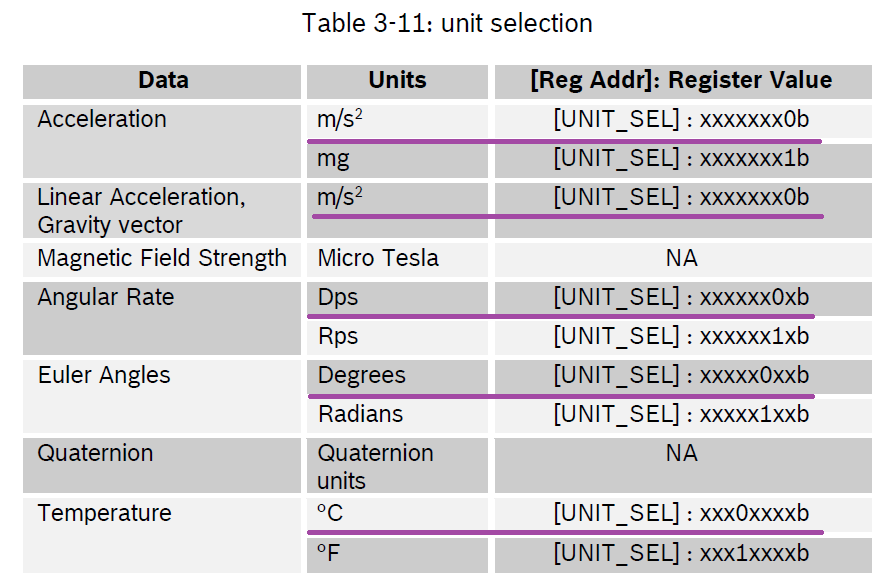 Table 3-11: unit selection
Data Units [Reg Addr]: Register Value
Acceleration m/s² [UNIT_SEL] : xxxxxxx0b
mg [UNIT_SEL] : xxxxxxx1b
Linear Acceleration, m/s² [UNIT_SEL] : xxxxxxx0b
Gravity vector
Magnetic Field Strength Micro Tesla NA
Angular Rate Dps [UNIT_SEL] : xxxxxx0xb
Rps [UNIT_SEL] : xxxxxx1xb
Euler Angles Degrees [UNIT_SEL] : xxxxx0xxb
Radians [UNIT_SEL] : xxxxx1xxb
Quaternion Quaternion NA
units
Temperature °C [UNIT_SEL] : xxx0xxxxb
°F [UNIT_SEL] : xxx1xxxxb